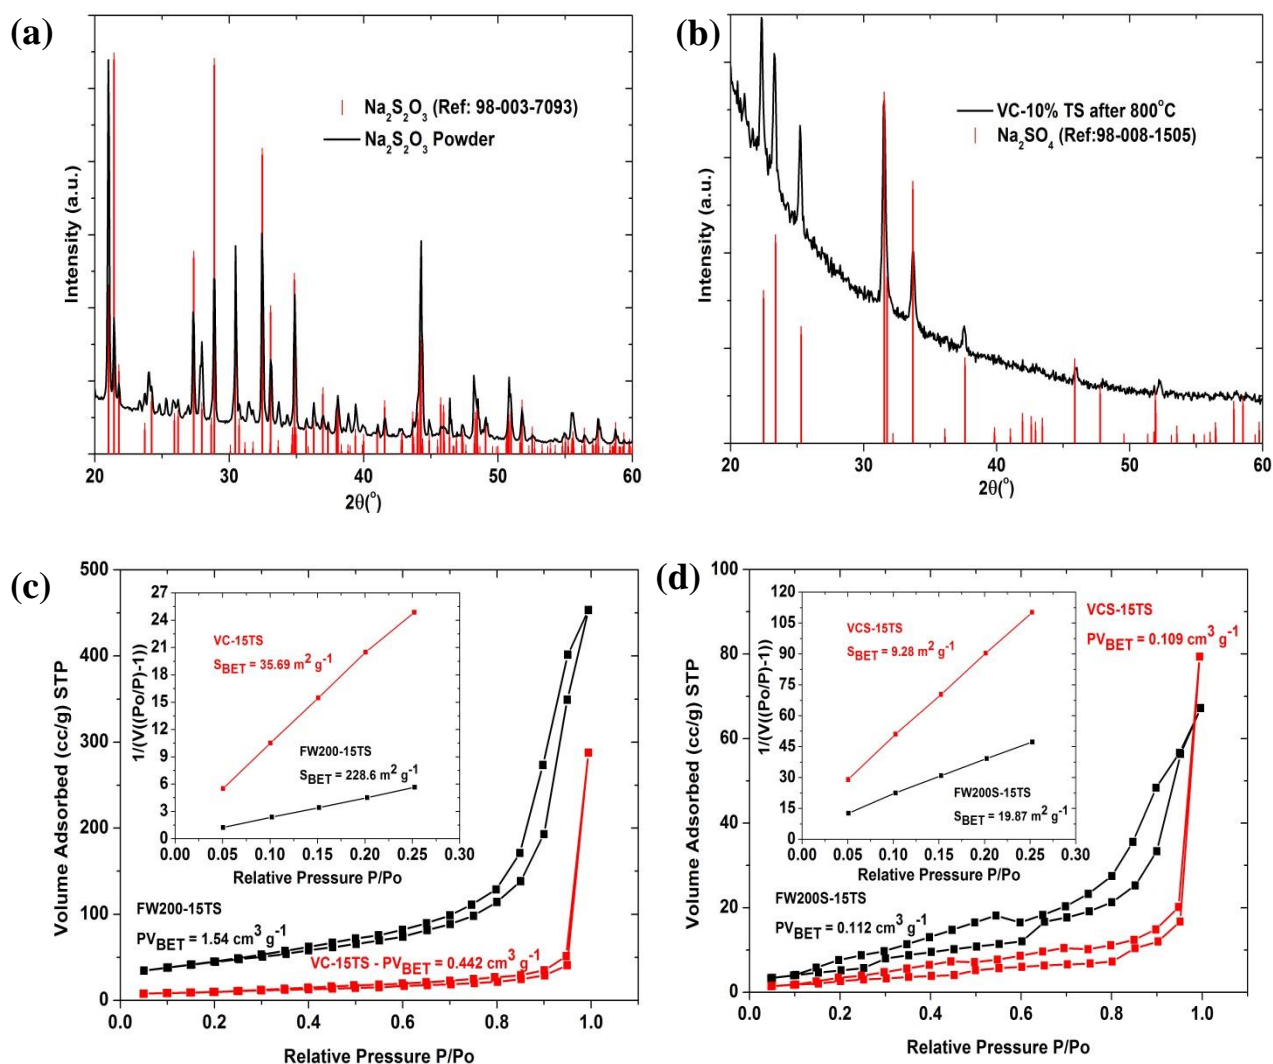 (a)
Na₂S₂O₃ (Ref: 98-003-7093)
Na₂S₂O₃ Powder
Intensity (a.u.)
20 30 40 50 60
2θ(°)
(b)
VC-10% TS after 800°C
Na₂SO₄ (Ref:98-008-1505)
Intensity (a.u.)
20 30 40 50 60
2θ(°)
(c)
500
400
300
200
100
0
Volume Adsorbed (cc/g) STP
27
24
21
18
15
12
9
6
3
0
1/(V((Po/P)-1))
VC-15TS
S_BET = 35.69 m² g⁻¹
FW200-15TS
S_BET = 228.6 m² g⁻¹
0.00 0.05 0.10 0.15 0.20 0.25 0.30
Relative Pressure P/Po
FW200-15TS
PV_BET = 1.54 cm³ g⁻¹
VC-15TS - PV_BET = 0.442 cm³ g⁻¹
0.0 0.2 0.4 0.6 0.8 1.0
Relative Pressure P/Po
(d)
100
80
60
40
20
0
Volume Adsorbed (cc/g) STP
120
105
90
75
60
45
30
15
0
1/(V((Po/P)-1))
VCS-15TS
S_BET = 9.28 m² g⁻¹
FW200S-15TS
S_BET = 19.87 m² g⁻¹
0.00 0.05 0.10 0.15 0.20 0.25 0.30
Relative Pressure P/Po
VCS-15TS
PV_BET = 0.109 cm³ g⁻¹
FW200S-15TS
PV_BET = 0.112 cm³ g⁻¹
0.0 0.2 0.4 0.6 0.8 1.0
Relative Pressure P/Po